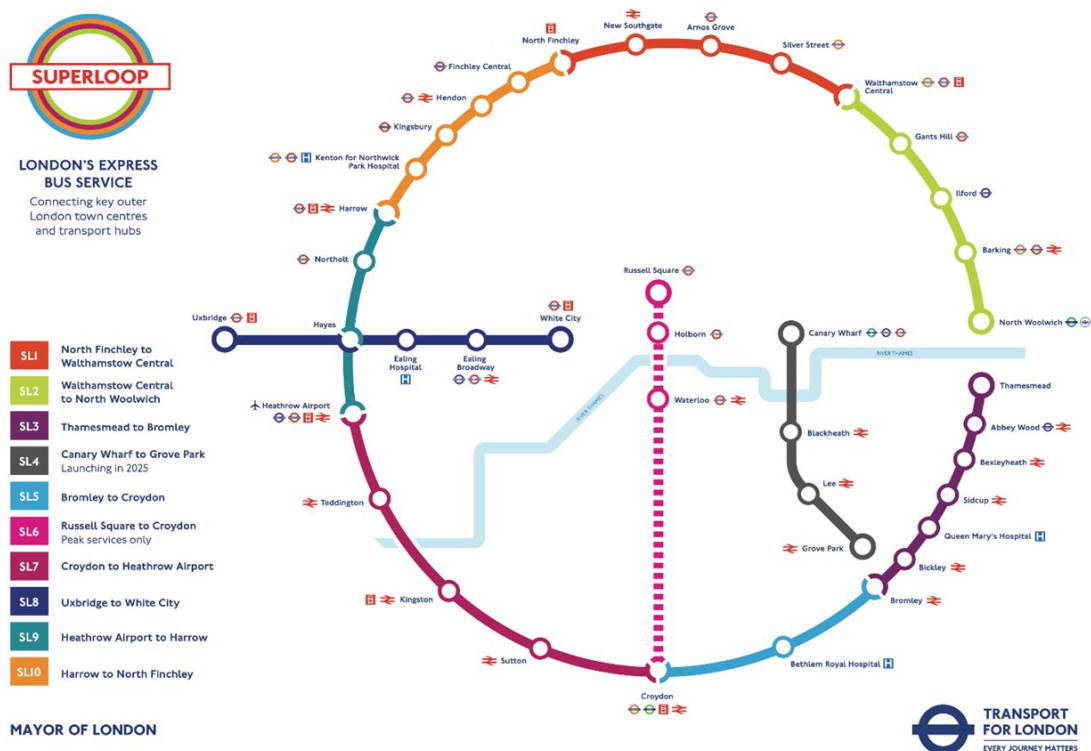 SUPERLOOP
LONDON'S EXPRESS
BUS SERVICE
Connecting key outer
London town centres
and transport hubs
North Finchley
New Southgate
Arnos Grove
Silver Street
Walthamstow
Central
Gants Hill
Ilford
Barking
North Woolwich
Finchley Central
Hendon
Kingsbury
Kenton for Northwick
Park Hospital
H
Harrow
Northolt
Uxbridge
Hayes
Ealing
Hospital
H
Ealing
Broadway
White City
Russell Square
Holborn
Waterloo
Canary Wharf
RIVER THAMES
RIVER THAMES
Blackheath
Lee
Grove Park
Thamesmead
Abbey Wood
Bexleyheath
Sidcup
Queen Mary's Hospital H
Bickley
Bromley
Bethlem Royal Hospital H
Croydon
Heathrow Airport
Teddington
Kingston
Sutton
SL1 North Finchley to
Walthamstow Central
SL2 Walthamstow Central
to North Woolwich
SL3 Thamesmead to Bromley
SL4 Canary Wharf to Grove Park
Launching in 2025
SL5 Bromley to Croydon
SL6 Russell Square to Croydon
Peak services only
SL7 Croydon to Heathrow Airport
SL8 Uxbridge to White City
SL9 Heathrow Airport to Harrow
SL10 Harrow to North Finchley
MAYOR OF LONDON
TRANSPORT
FOR LONDON
EVERY JOURNEY MATTERS